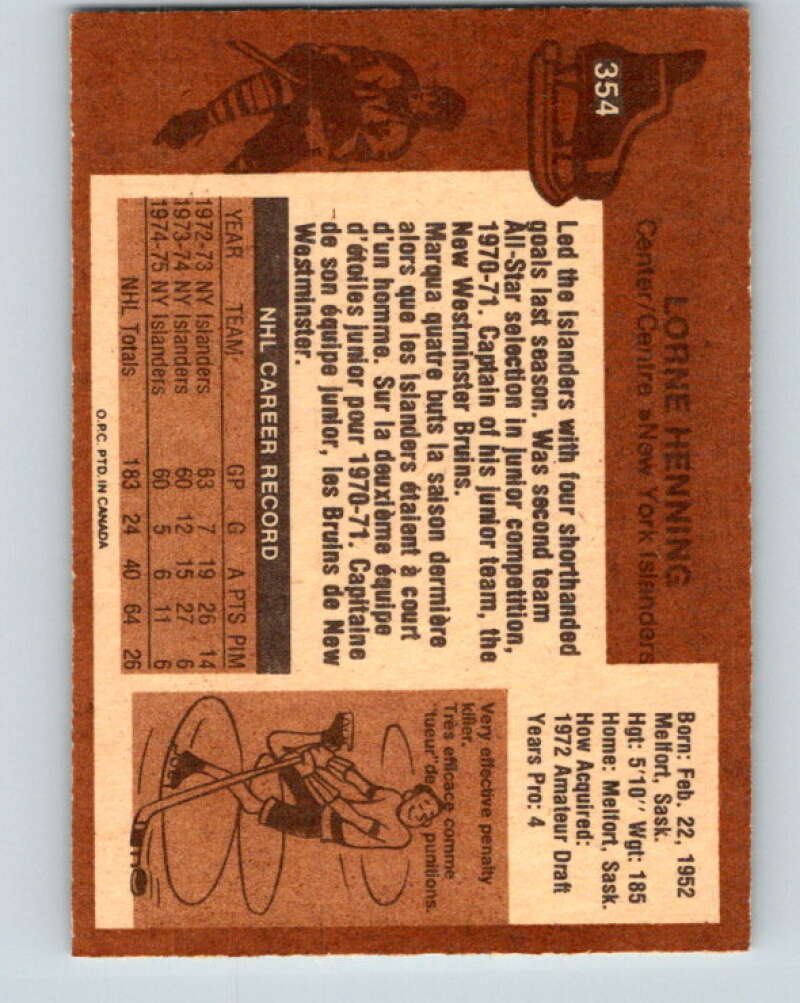 354
LORNE HENNING
Center/Centre • New York Islanders
Led the Islanders with four shorthanded
goals last season. Was second team
All-Star selection in junior competition,
1970-71. Captain of his junior team, the
New Westminster Bruins.
Marqua quatre buts la saison dermière
alors que les Islanders étaient à court
d'un homme. Sur la deuxième équipe
d'étoiles junior pour 1970-71. Capitaine
de son équipe junior, les Bruins de New
Westminster.
NHL CAREER RECORD
YEAR TEAM GP G A PTS PIM
1972-73 NY Islanders 63 7 19 26 14
1973-74 NY Islanders 60 12 15 27 6
1974-75 NY Islanders 60 5 6 11 6
NHL Totals 183 24 40 64 26
O.P.C. PTD. IN CANADA
Born: Feb. 22, 1952
Melfort, Sask.
Hgt: 5'10'' Wgt: 185
Home: Melfort, Sask.
How Acquired:
1972 Amateur Draft
Years Pro: 4
Very effective penalty
killer.
Très efficace comme
"tueur" de punitions.